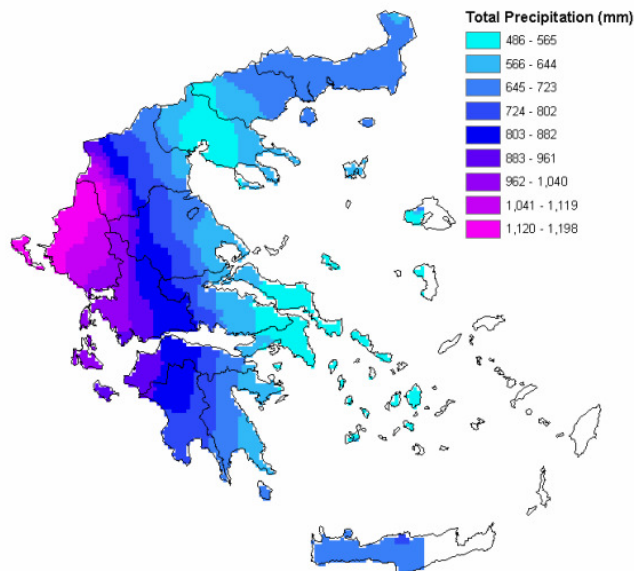 Total Precipitation (mm)
486 - 565
566 - 644
645 - 723
724 - 802
803 - 882
883 - 961
962 - 1,040
1,041 - 1,119
1,120 - 1,198